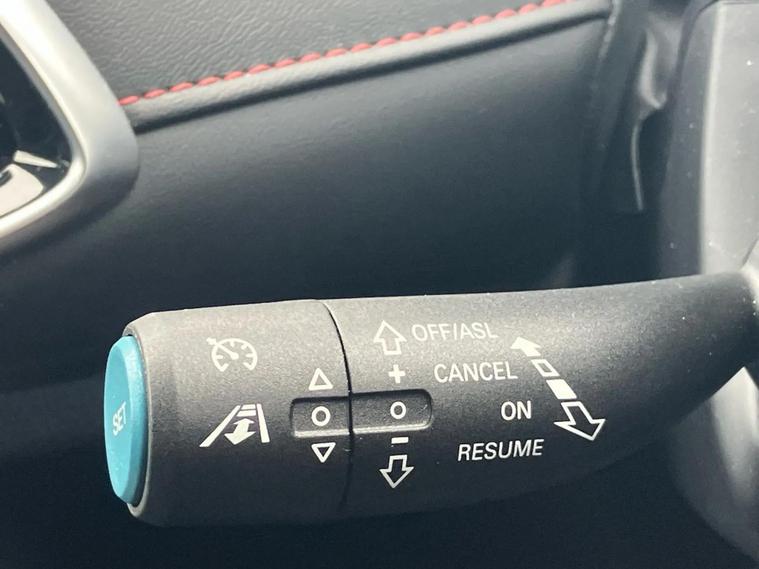 SET
OFF/ASL
+
CANCEL
ON
−
RESUME